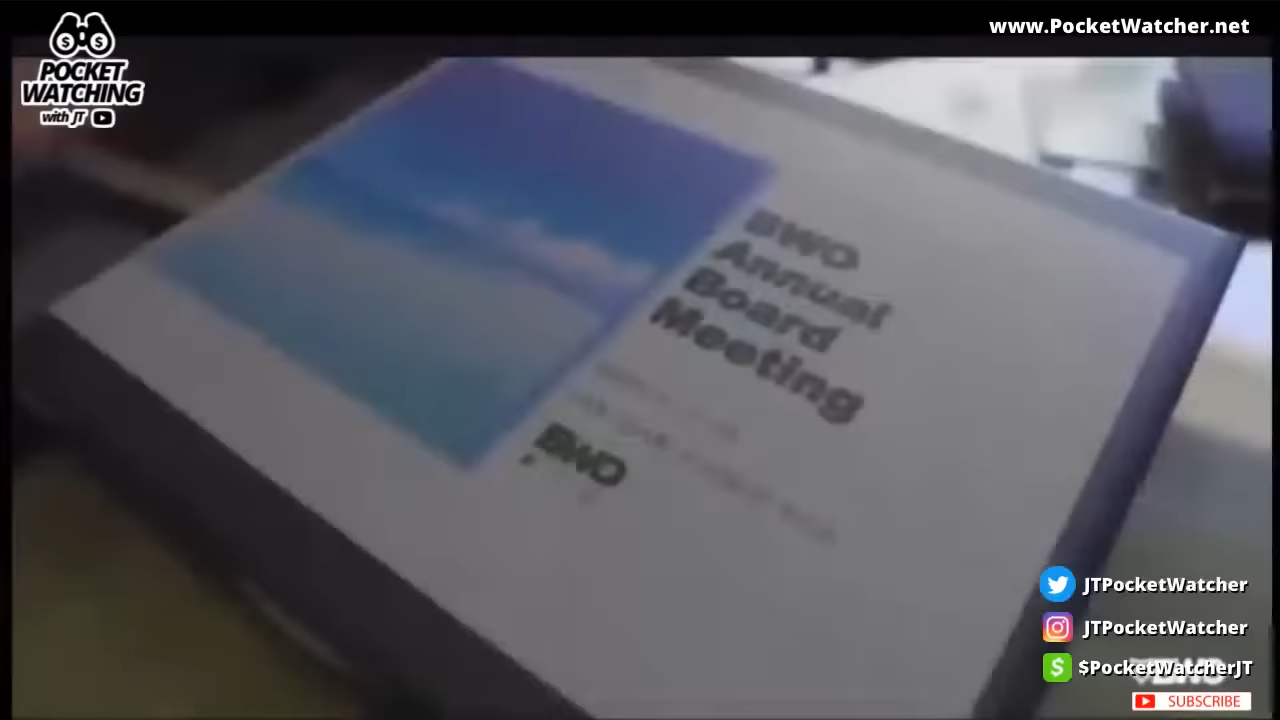 www.PocketWatcher.net
POCKET
WATCHING
with JT
BWO
Annual
Board
Meeting
BWO
JTPocketWatcher
JTPocketWatcher
$PocketWatcherJT
SUBSCRIBE